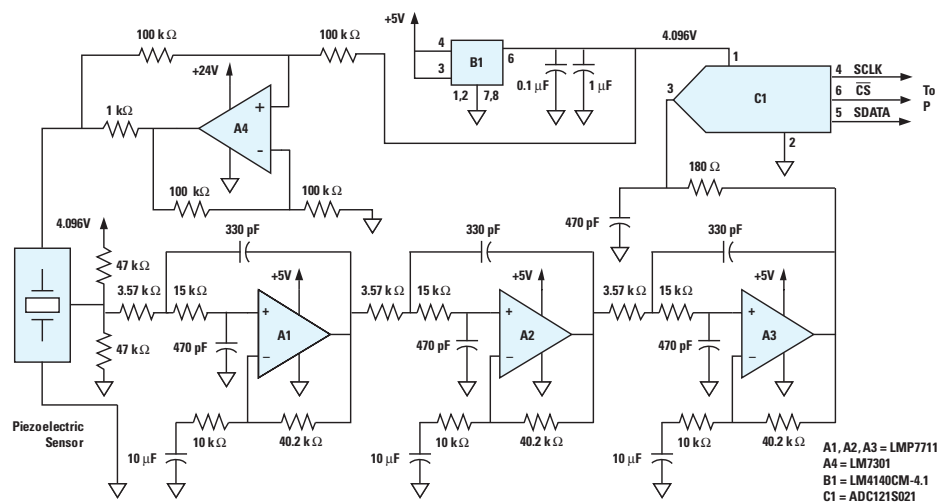 100 kΩ
100 kΩ
+24V
+
A4
−
1 kΩ
100 kΩ
100 kΩ
+5V
4
3
B1
6
1,2
7,8
0.1 µF
1 µF
4.096V
1
3
C1
4 SCLK
6 CS
5 SDATA
To
P
2
180 Ω
470 pF
4.096V
47 kΩ
47 kΩ
Piezoelectric
Sensor
330 pF
3.57 kΩ
15 kΩ
+5V
+
A1
−
470 pF
10 kΩ
40.2 kΩ
10 µF
330 pF
3.57 kΩ
15 kΩ
+5V
+
A2
−
470 pF
10 kΩ
40.2 kΩ
10 µF
330 pF
3.57 kΩ
15 kΩ
+5V
+
A3
−
470 pF
10 kΩ
40.2 kΩ
10 µF
A1, A2, A3 = LMP7711
A4 = LM7301
B1 = LM4140CM-4.1
C1 = ADC121S021